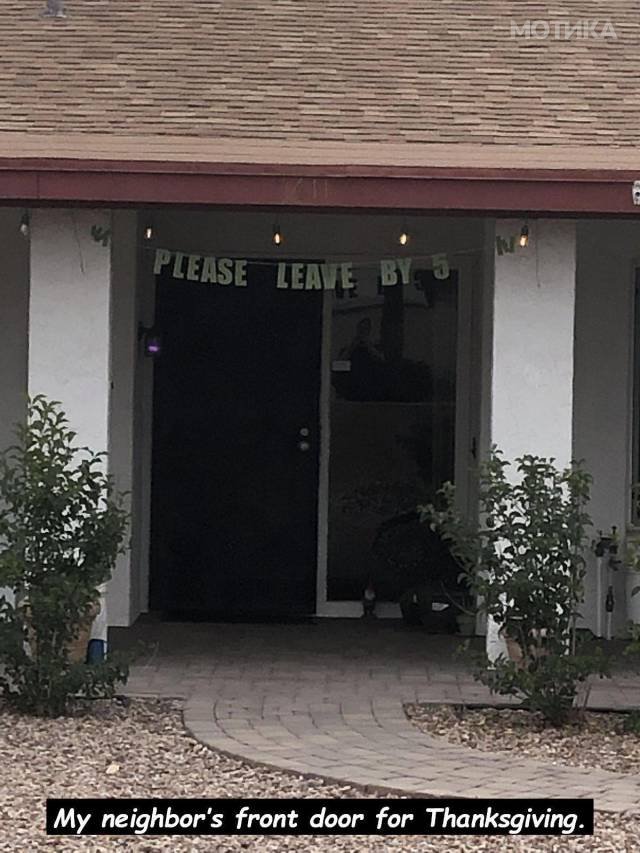 МОТИКА
PLEASE LEAVE BY 5
My neighbor's front door for Thanksgiving.